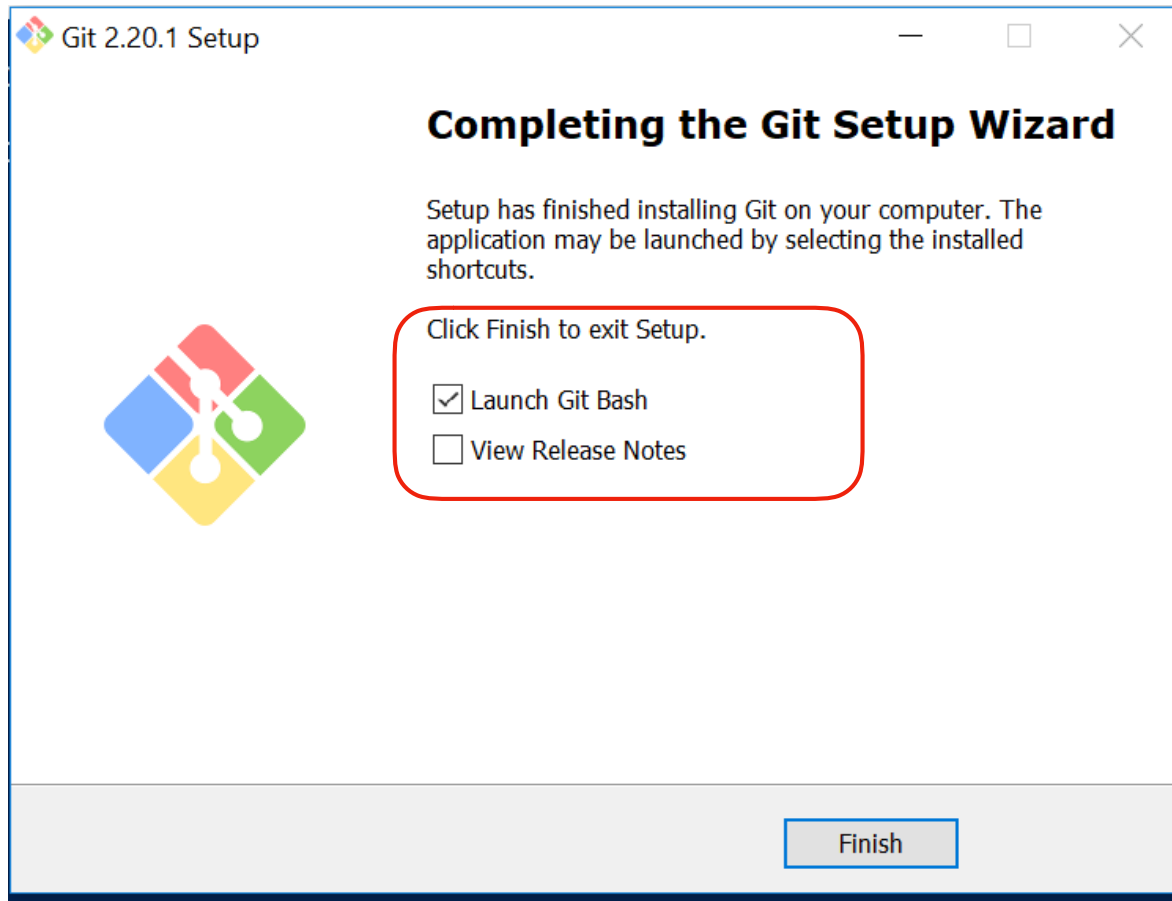 Git 2.20.1 Setup
Completing the Git Setup Wizard
Setup has finished installing Git on your computer. The
application may be launched by selecting the installed
shortcuts.
Click Finish to exit Setup.
Launch Git Bash
View Release Notes
Finish